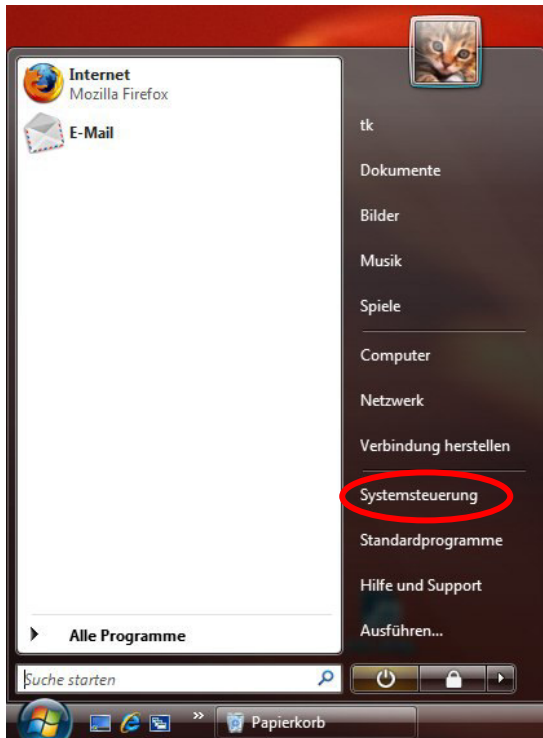 Internet
Mozilla Firefox
E-Mail
Alle Programme
Suche starten
tk
Dokumente
Bilder
Musik
Spiele
Computer
Netzwerk
Verbindung herstellen
Systemsteuerung
Standardprogramme
Hilfe und Support
Ausführen...
» Papierkorb